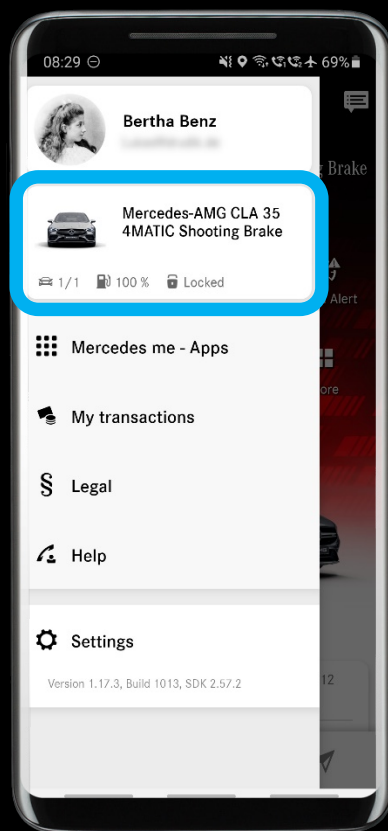 08:29
69%
Bertha Benz
Brake
Mercedes-AMG CLA 35
4MATIC Shooting Brake
1/1 100 % Locked
Alert
Mercedes me - Apps
ore
My transactions
§ Legal
Help
Settings
Version 1.17.3, Build 1013, SDK 2.57.2
12